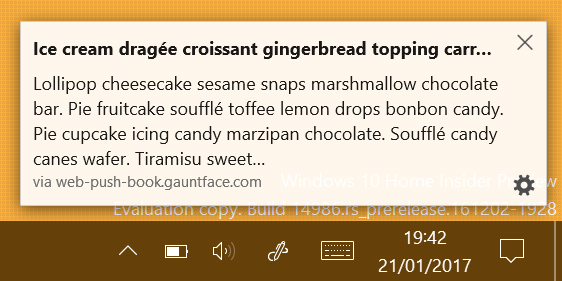 Ice cream dragée croissant gingerbread topping carr...
Lollipop cheesecake sesame snaps marshmallow chocolate
bar. Pie fruitcake soufflé toffee lemon drops bonbon candy.
Pie cupcake icing candy marzipan chocolate. Soufflé candy
canes wafer. Tiramisu sweet...
via web-push-book.gauntface.com
Windows 10 Home Insider Preview
Evaluation copy. Build 14986.rs_prerelease.161202-1928
19:42
21/01/2017